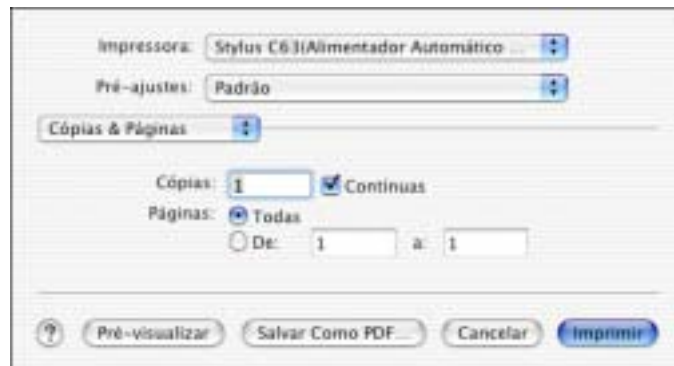 Impressora: Stylus C63(Alimentador Automático ...
Pré-ajustes: Padrão
Cópias & Páginas
Cópias: 1 Contínuas
Páginas: Todas
De: 1 a: 1
? Pré-visualizar Salvar Como PDF... Cancelar Imprimir